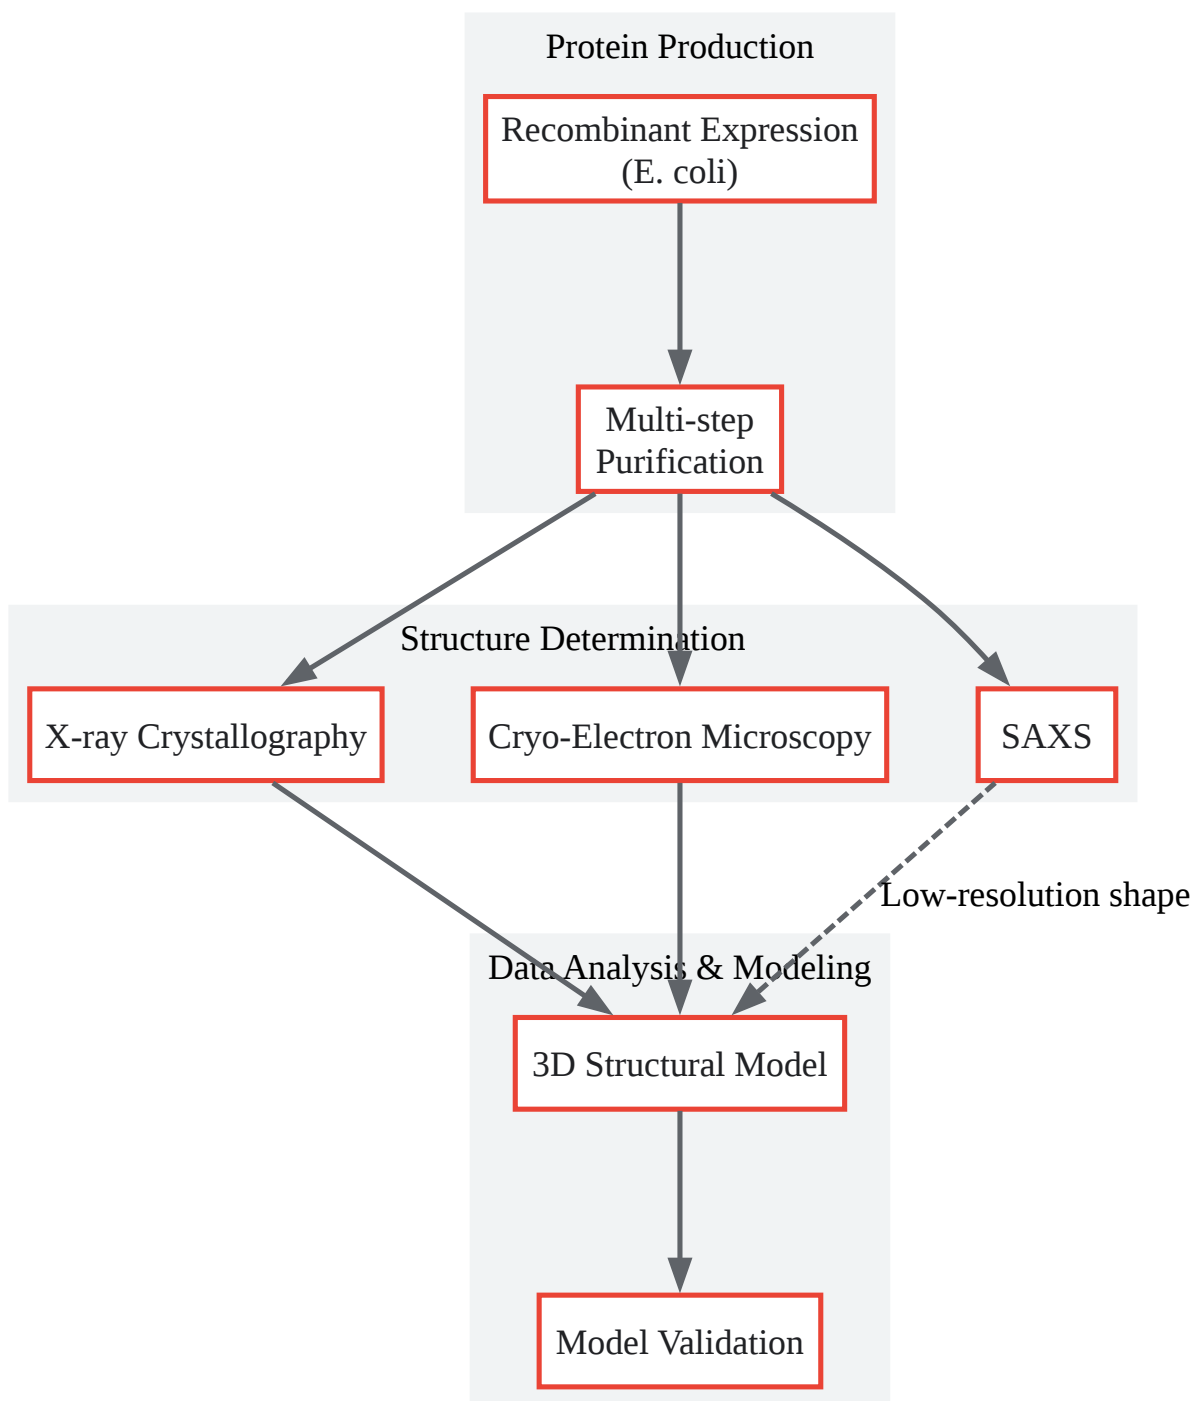 Protein Production
Recombinant Expression
(E. coli)
Multi-step
Purification
Structure Determination
X-ray Crystallography
Cryo-Electron Microscopy
SAXS
Low-resolution shape
Data Analysis & Modeling
3D Structural Model
Model Validation